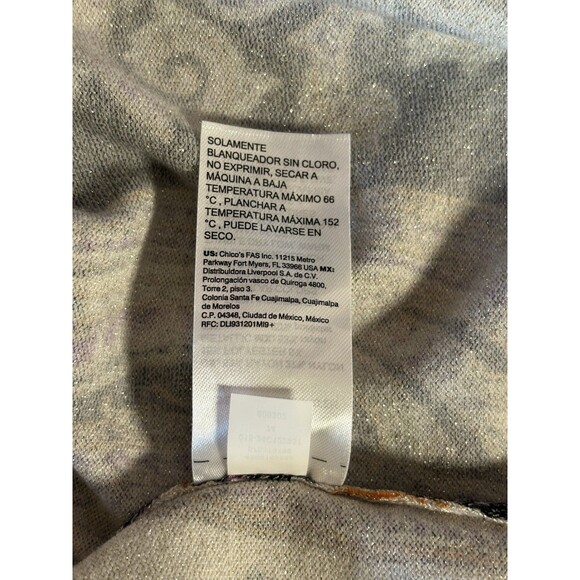 SOLAMENTE
BLANQUEADOR SIN CLORO,
NO EXPRIMIR, SECAR A
MÁQUINA A BAJA
TEMPERATURA MÁXIMO 66
°C , PLANCHAR A
TEMPERATURA MÁXIMA 152
°C , PUEDE LAVARSE EN
SECO.
US: Chico's FAS Inc. 11215 Metro
Parkway Fort Myers, FL 33966 USA MX:
Distribuidora Liverpool S.A. de C.V.
Prolongación vasco de Quiroga 4800,
Torre 2, piso 3.
Colonia Santa Fe Cuajimalpa, Cuajimalpa
de Morelos
C.P. 04348, Ciudad de México, México
RFC: DLI931201MI9+